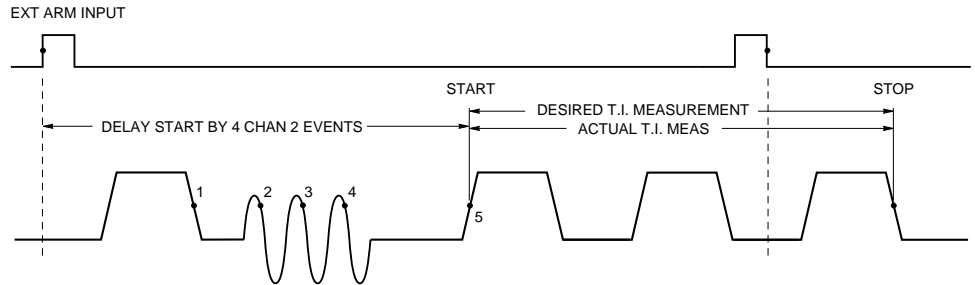 EXT ARM INPUT
START
STOP
DESIRED T.I. MEASUREMENT
DELAY START BY 4 CHAN 2 EVENTS
ACTUAL T.I. MEAS
1
2
3
4
5